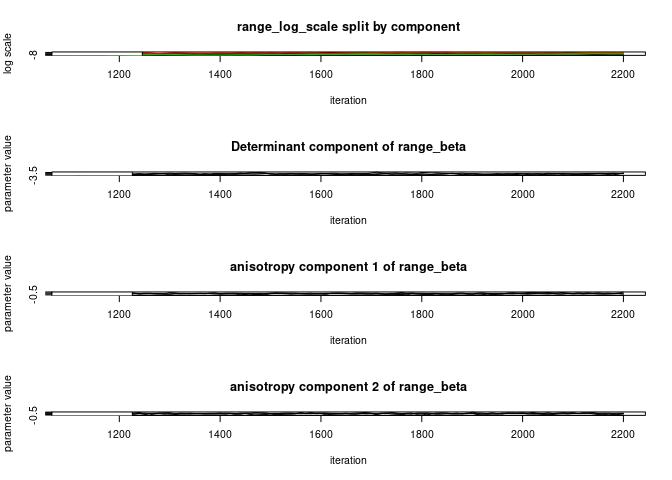 range_log_scale split by component
log scale
-8
1200 1400 1600 1800 2000 2200
iteration
Determinant component of range_beta
parameter value
-3.5
1200 1400 1600 1800 2000 2200
iteration
anisotropy component 1 of range_beta
parameter value
-0.5
1200 1400 1600 1800 2000 2200
iteration
anisotropy component 2 of range_beta
parameter value
-0.5
1200 1400 1600 1800 2000 2200
iteration